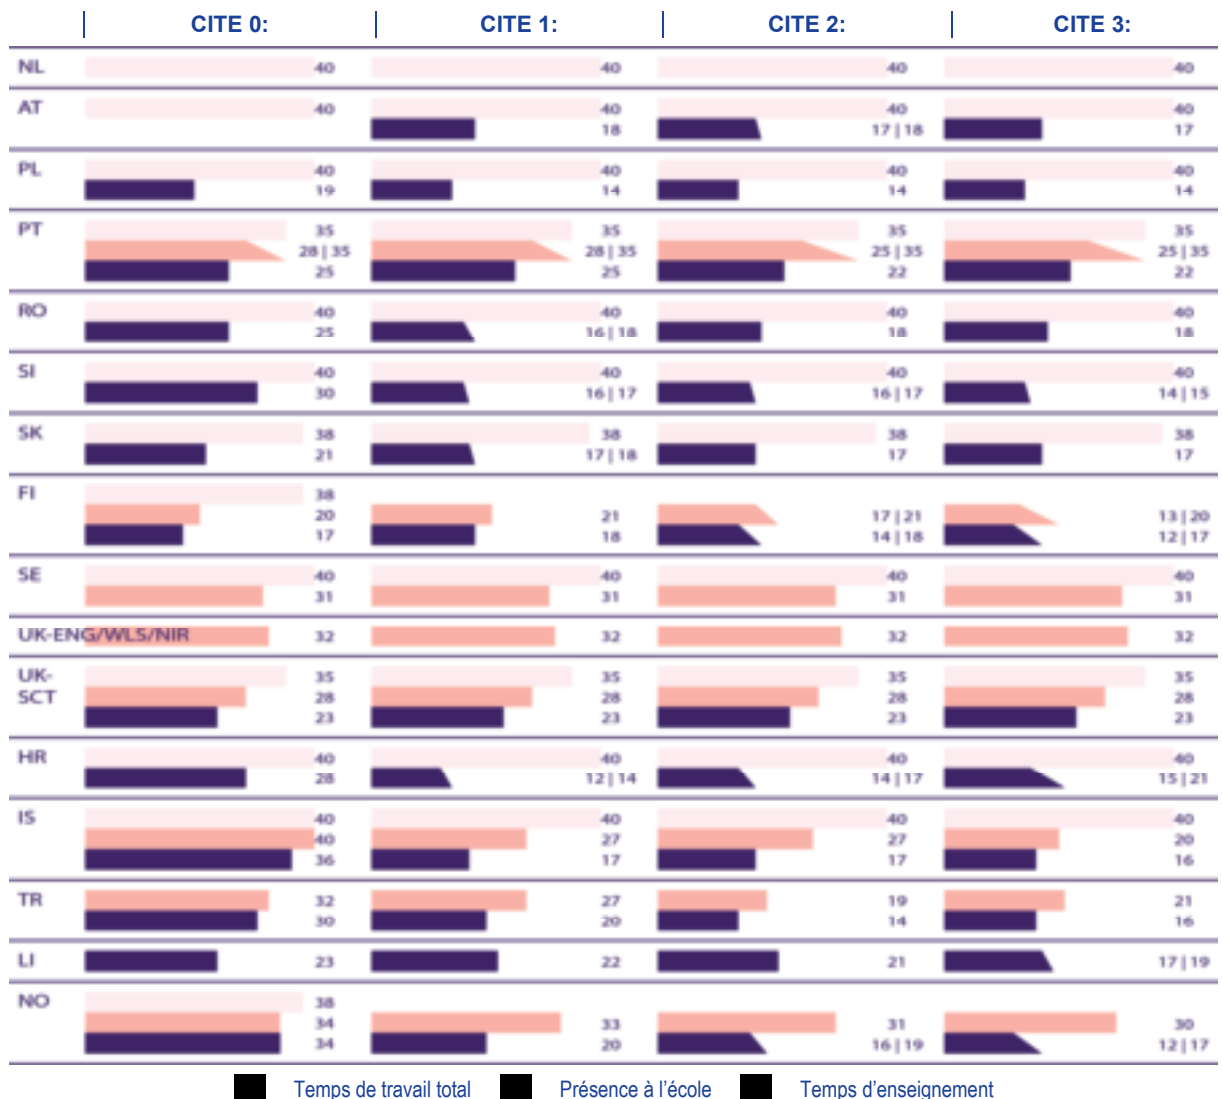 CITE 0: CITE 1: CITE 2: CITE 3:
NL 40 40 40 40
AT 40 40 40 40
18 17 | 18 17
PL 40 40 40 40
19 14 14 14
PT 35 35 35 35
28 | 35 28 | 35 25 | 35 25 | 35
25 25 22 22
RO 40 40 40 40
25 16 | 18 18 18
SI 40 40 40 40
30 16 | 17 16 | 17 14 | 15
SK 38 38 38 38
21 17 | 18 17 17
FI 38
20 21 17 | 21 13 | 20
17 18 14 | 18 12 | 17
SE 40 40 40 40
31 31 31 31
UK-ENG/WLS/NIR 32 32 32 32
UK- 35 35 35 35
SCT 28 28 28 28
23 23 23 23
HR 40 40 40 40
28 12 | 14 14 | 17 15 | 21
IS 40 40 40 40
40 27 27 20
36 17 17 16
TR 32 27 19 21
30 20 14 16
LI 23 22 21 17 | 19
NO 38
34 33 31 30
34 20 16 | 19 12 | 17
Temps de travail total Présence à l'école Temps d'enseignement